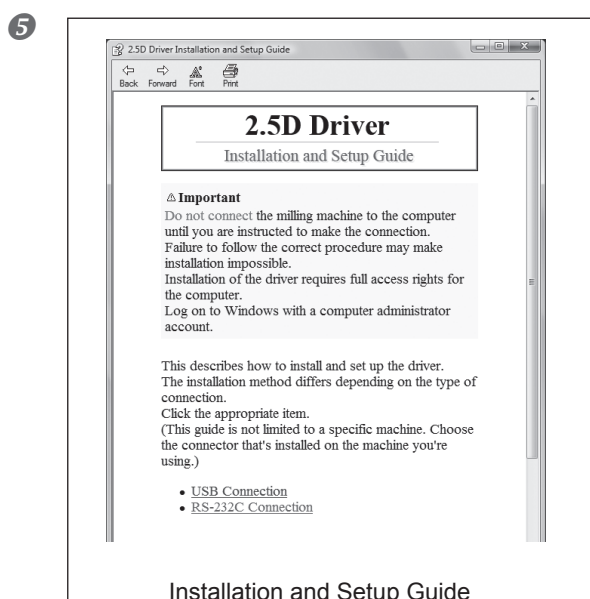 5
2.5D Driver Installation and Setup Guide
Back Forward Font Print
2.5D Driver
Installation and Setup Guide
⚠ Important
Do not connect the milling machine to the computer
until you are instructed to make the connection.
Failure to follow the correct procedure may make
installation impossible.
Installation of the driver requires full access rights for
the computer.
Log on to Windows with a computer administrator
account.
This describes how to install and set up the driver.
The installation method differs depending on the type of
connection.
Click the appropriate item.
(This guide is not limited to a specific machine. Choose
the connector that's installed on the machine you're
using.)
• USB Connection
• RS-232C Connection
Installation and Setup Guide